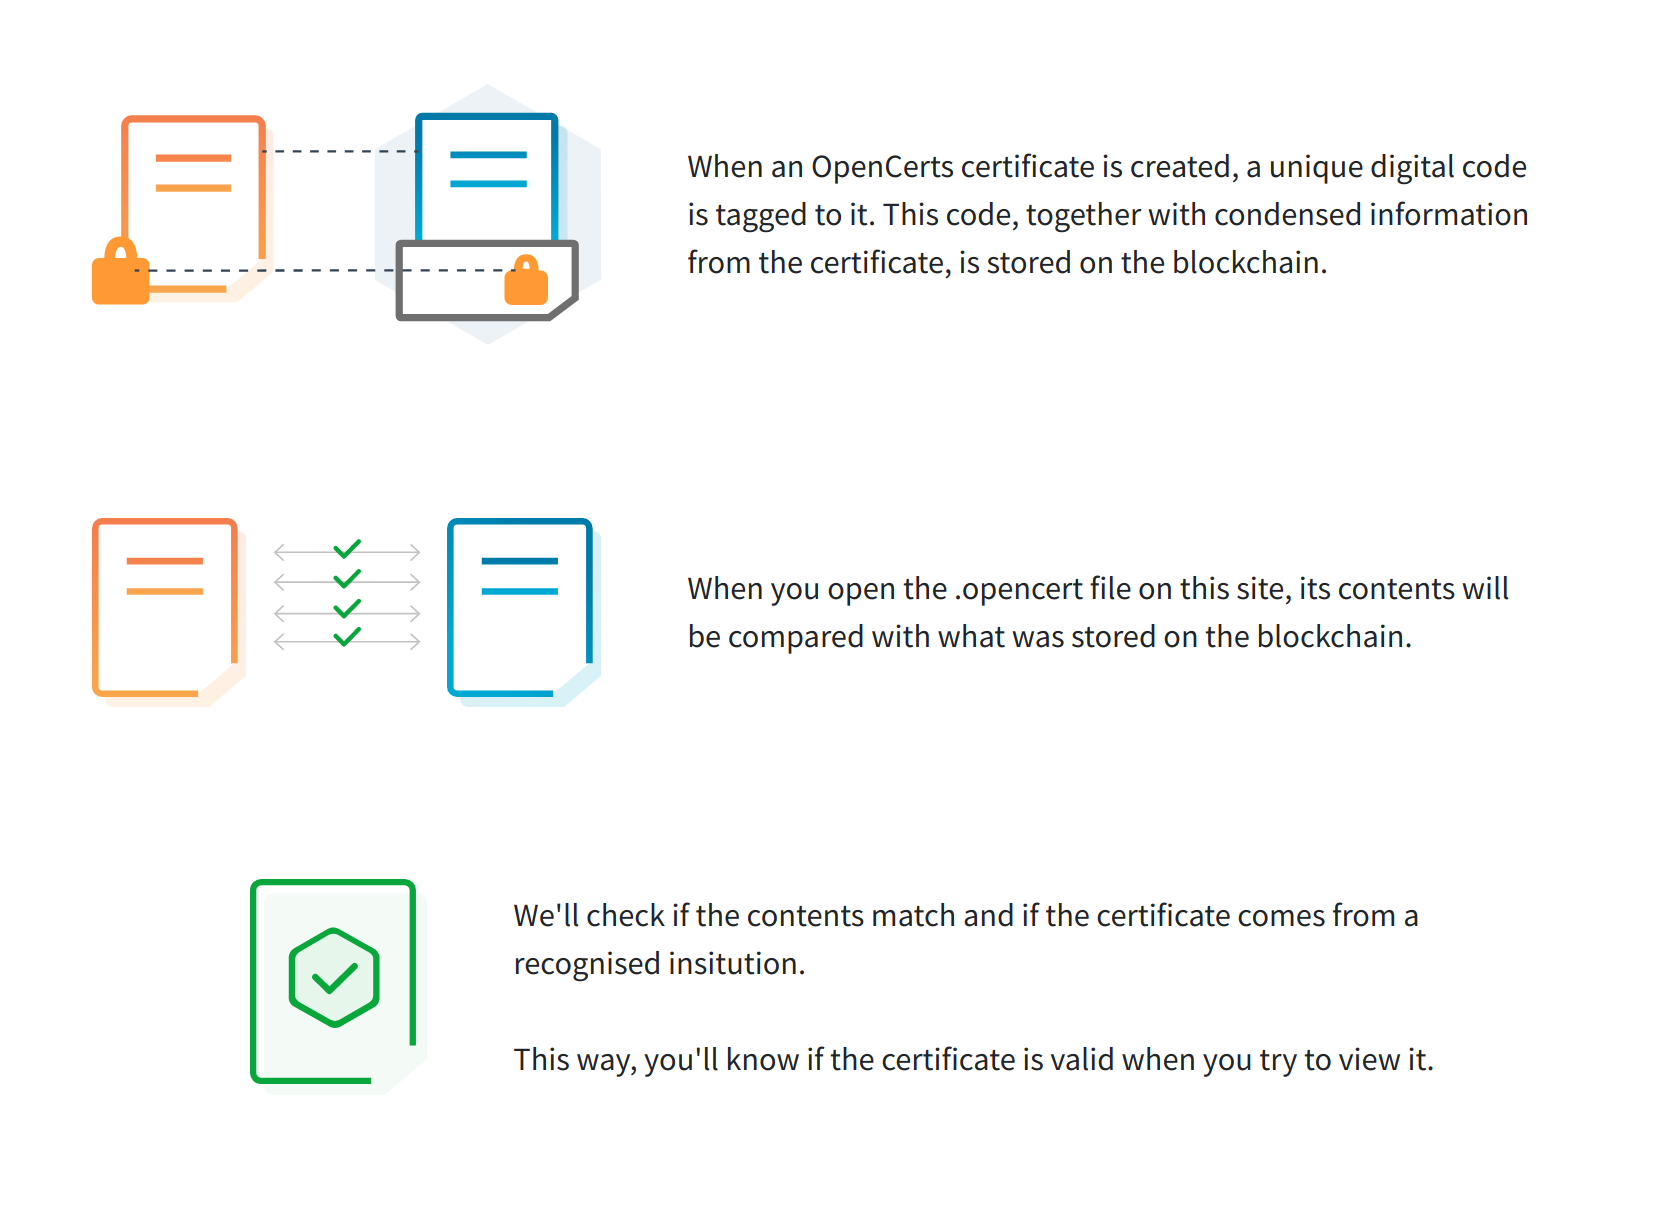 When an OpenCerts certificate is created, a unique digital code
is tagged to it. This code, together with condensed information
from the certificate, is stored on the blockchain.
When you open the .opencert file on this site, its contents will
be compared with what was stored on the blockchain.
We'll check if the contents match and if the certificate comes from a
recognised insitution.
This way, you'll know if the certificate is valid when you try to view it.